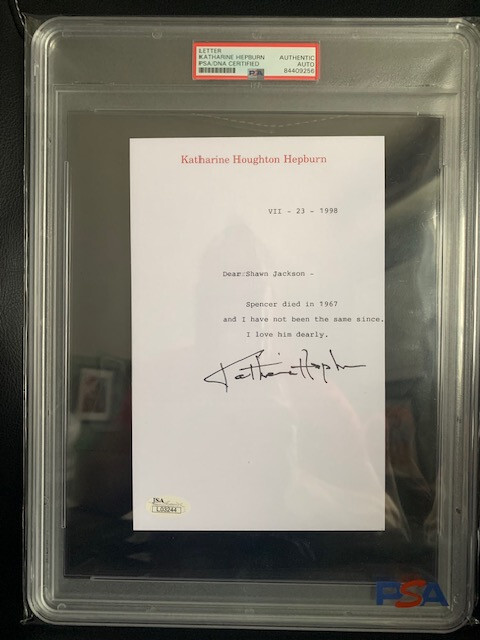 LETTER
KATHARINE HEPBURN AUTHENTIC
PSA/DNA CERTIFIED AUTO
PSA 84409256
Katharine Houghton Hepburn
VII - 23 - 1998
Dear Shawn Jackson -
Spencer died in 1967
and I have not been the same since.
I love him dearly.
Katharine Hepburn
JSA
L03244
PSA